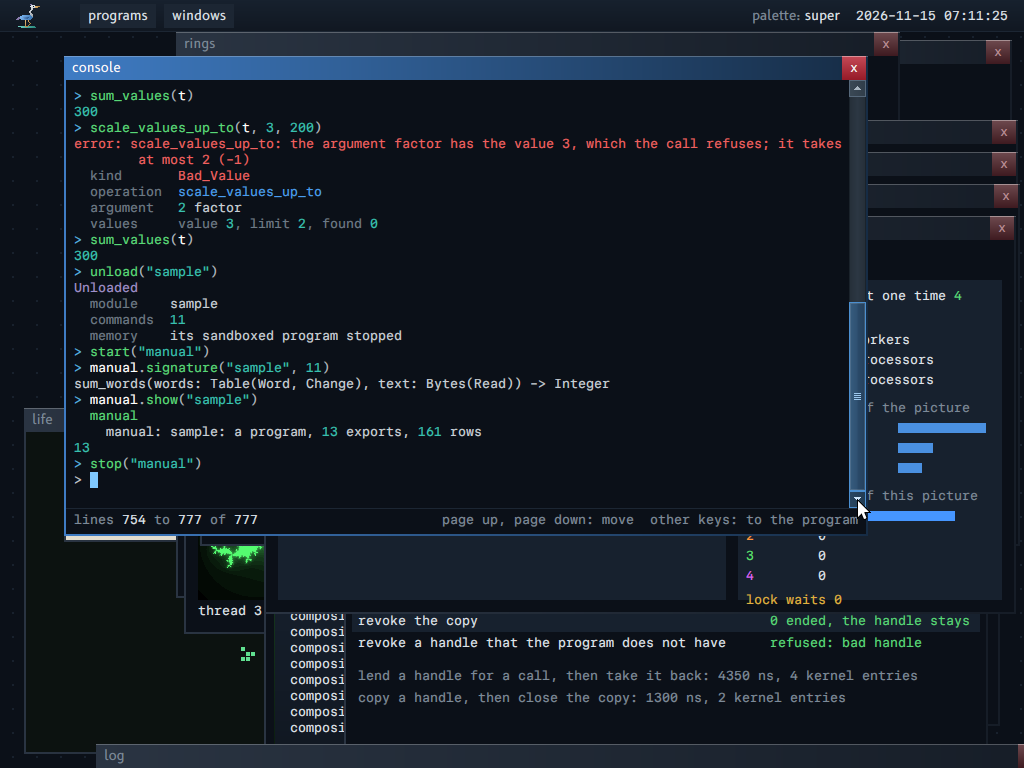 programs windows palette: super 2026-11-15 07:11:25
rings x
x
console x
> sum_values(t)
300
> scale_values_up_to(t, 3, 200)
error: scale_values_up_to: the argument factor has the value 3, which the call refuses; it takes
at most 2 (-1)
kind Bad_Value
operation scale_values_up_to
argument 2 factor
values value 3, limit 2, found 0
> sum_values(t)
300
> unload("sample")
Unloaded
module sample
commands 11
memory its sandboxed program stopped
> start("manual")
> manual.signature("sample", 11)
sum_words(words: Table(Word, Change), text: Bytes(Read)) -> Integer
> manual.show("sample")
manual
manual: sample: a program, 13 exports, 161 rows
13
> stop("manual")
>
lines 754 to 777 of 777 page up, page down: move other keys: to the program
x
x
x
x
t one time 4
rkers
rocessors
rocessors
f the picture
f this picture
2 0
3 0
4 0
lock waits 0
life
thread 3
composi
composi
composi
composi
composi
composi
composi
composi
revoke the copy 0 ended, the handle stays
revoke a handle that the program does not have refused: bad handle
lend a handle for a call, then take it back: 4350 ns, 4 kernel entries
copy a handle, then close the copy: 1300 ns, 2 kernel entries
log